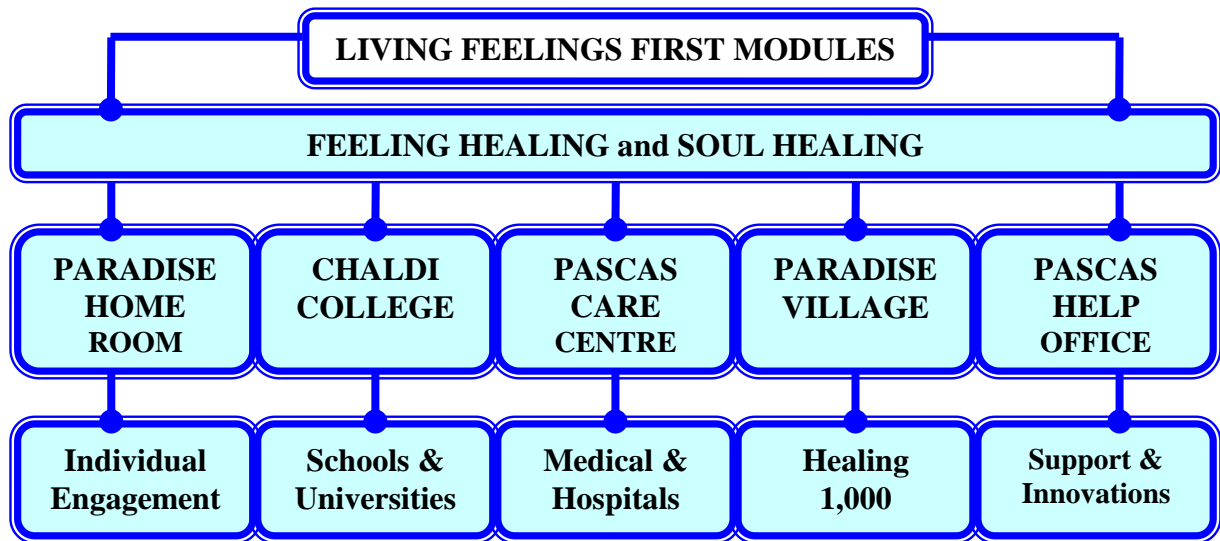 LIVING FEELINGS FIRST MODULES
FEELING HEALING and SOUL HEALING
PARADISE
HOME
ROOM
CHALDI
COLLEGE
PASCAS
CARE
CENTRE
PARADISE
VILLAGE
PASCAS
HELP
OFFICE
Individual
Engagement
Schools &
Universities
Medical &
Hospitals
Healing
1,000
Support &
Innovations